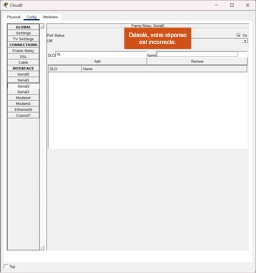 Cloud0
Physical Config Attributes
GLOBAL
Settings
TV Settings
CONNECTIONS
Frame Relay
DSL
Cable
INTERFACE
Serial0
Serial1
Serial2
Serial3
Modem4
Modem5
Ethernet6
Coaxial7
Frame Relay: Serial2
Port Status
On
LMI
Désolé, votre réponse
est incorrecte.
DLCI
Name
Add Remove
DLCI Name
Top